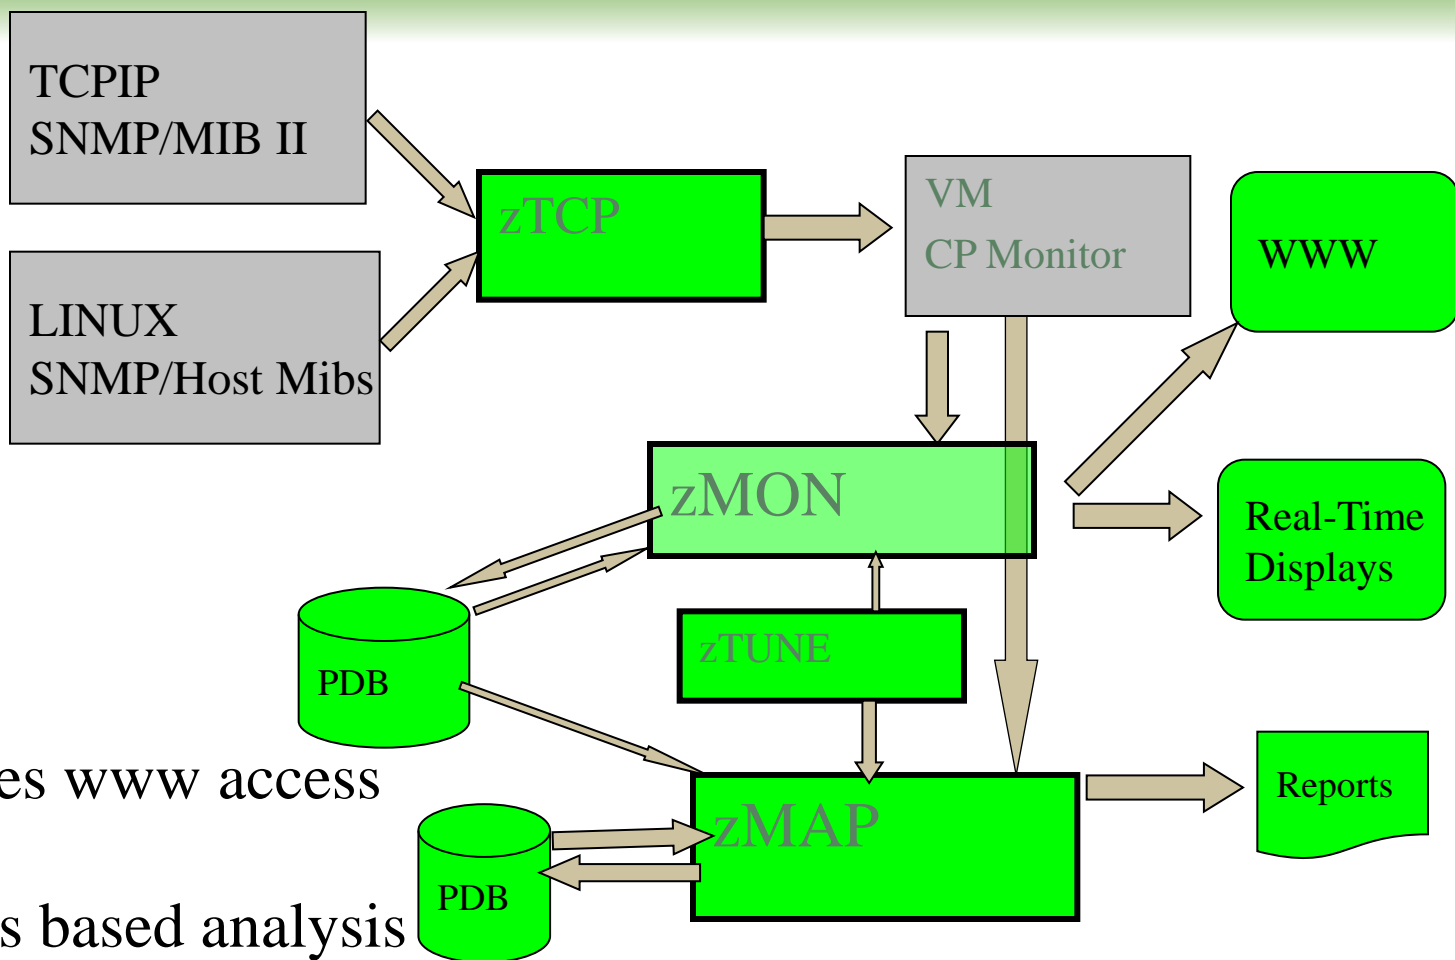 TCPIP
SNMP/MIB II
zTCP
VM
CP Monitor
WWW
LINUX
SNMP/Host Mibs
zMON
Real-Time
Displays
zTUNE
PDB
es www access
zMAP
Reports
PDB
s based analysis